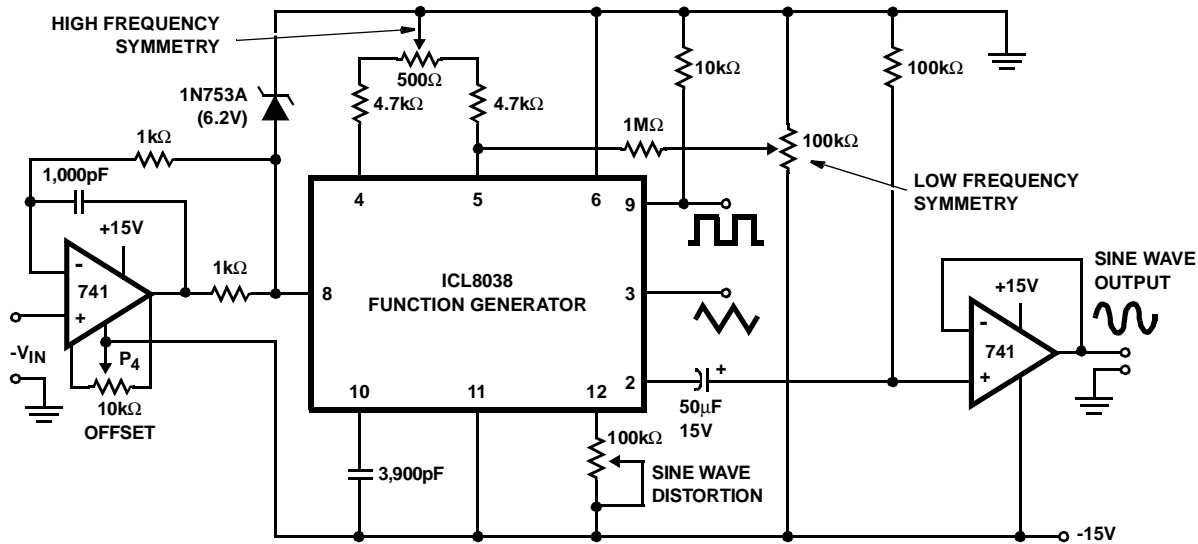 HIGH FREQUENCY
SYMMETRY
500Ω
1N753A
(6.2V)
4.7kΩ
4.7kΩ
10kΩ
100kΩ
1kΩ
1MΩ
100kΩ
LOW FREQUENCY
SYMMETRY
1,000pF
4
5
6
9
+15V
-
741
+
1kΩ
8
ICL8038
FUNCTION GENERATOR
3
SINE WAVE
OUTPUT
+15V
-
741
+
-VIN
P4
10kΩ
OFFSET
10
11
12
2
+
50μF
15V
100kΩ
3,900pF
SINE WAVE
DISTORTION
-15V